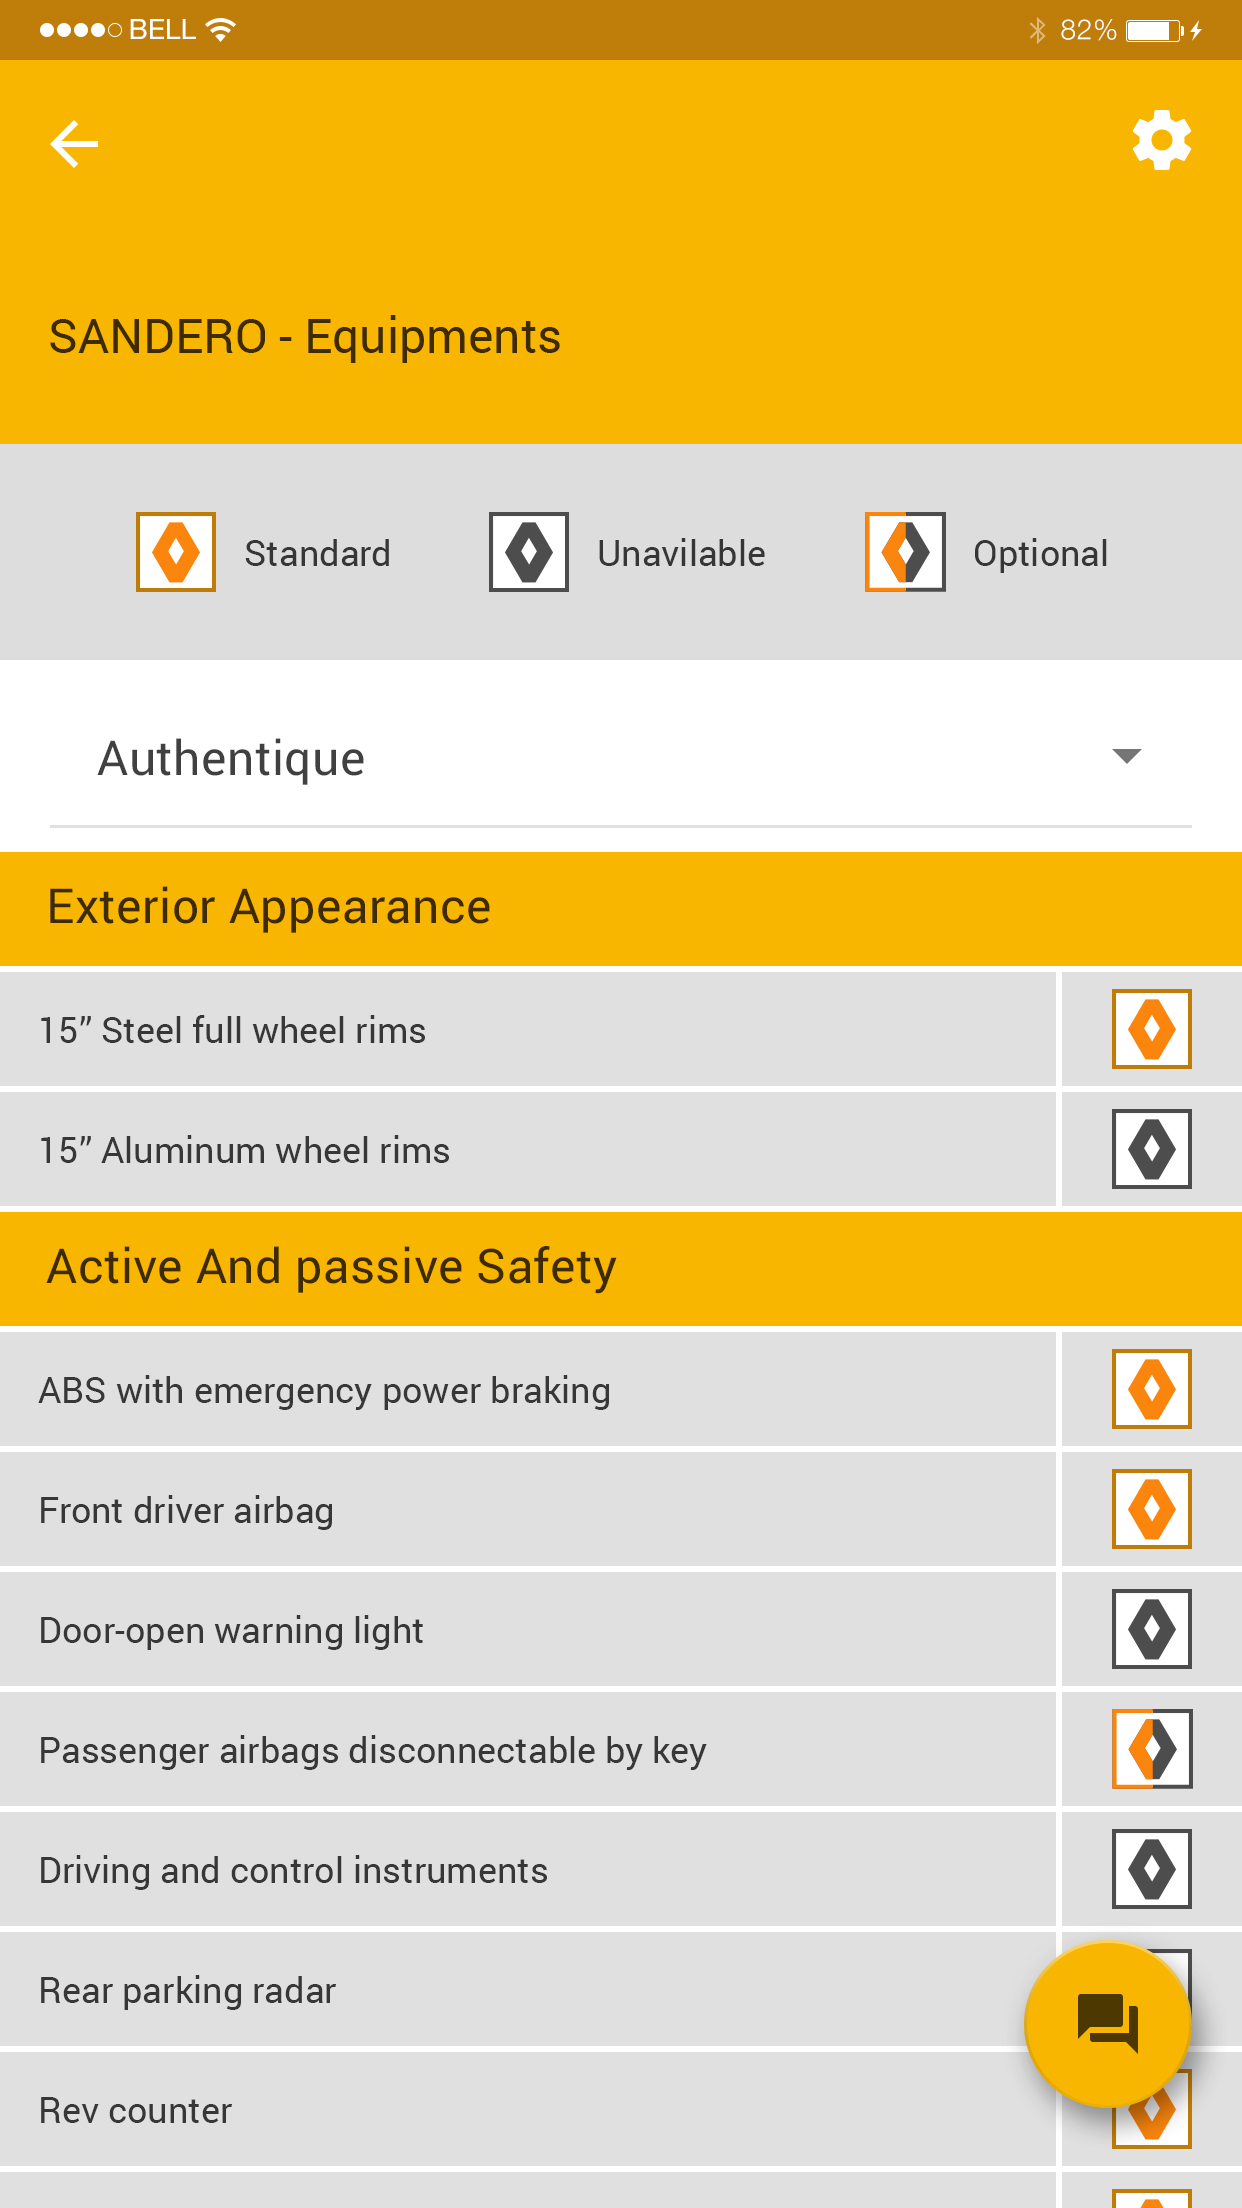 BELL 82%
SANDERO - Equipments
Standard Unavilable Optional
Authentique
Exterior Appearance
15” Steel full wheel rims
15” Aluminum wheel rims
Active And passive Safety
ABS with emergency power braking
Front driver airbag
Door-open warning light
Passenger airbags disconnectable by key
Driving and control instruments
Rear parking radar
Rev counter